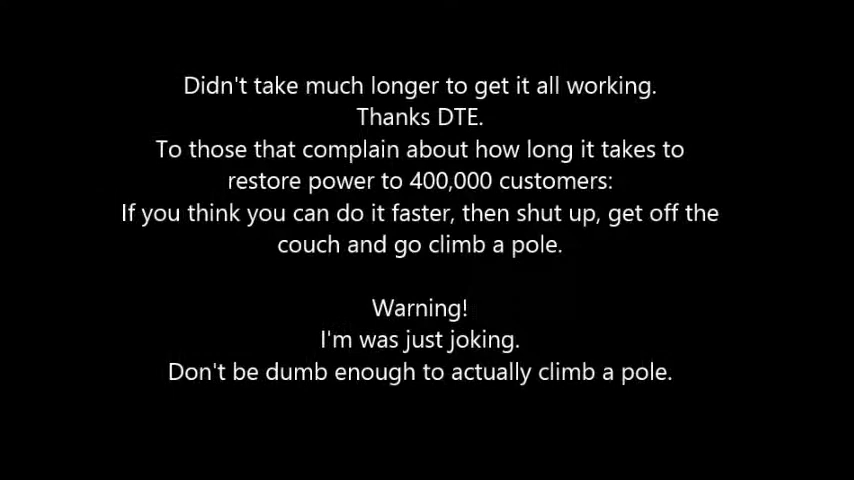 Didn't take much longer to get it all working.
Thanks DTE.
To those that complain about how long it takes to
restore power to 400,000 customers:
If you think you can do it faster, then shut up, get off the
couch and go climb a pole.
Warning!
I'm was just joking.
Don't be dumb enough to actually climb a pole.